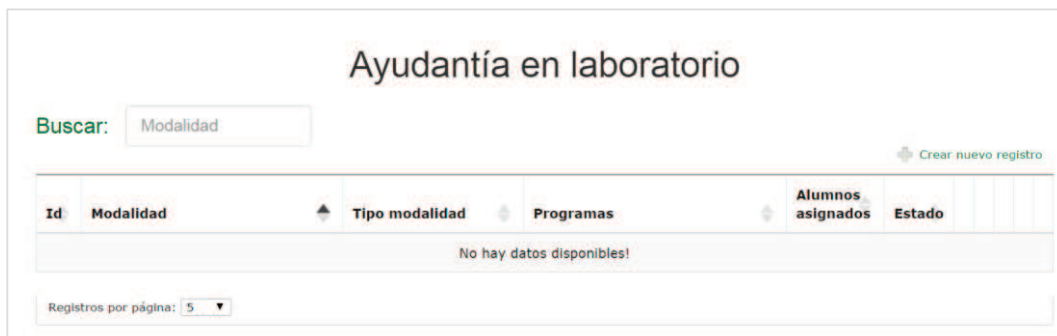 Ayudantía en laboratorio
Buscar: Modalidad
Crear nuevo registro
Id Modalidad Tipo modalidad Programas Alumnos asignados Estado
No hay datos disponibles!
Registros por página: 5